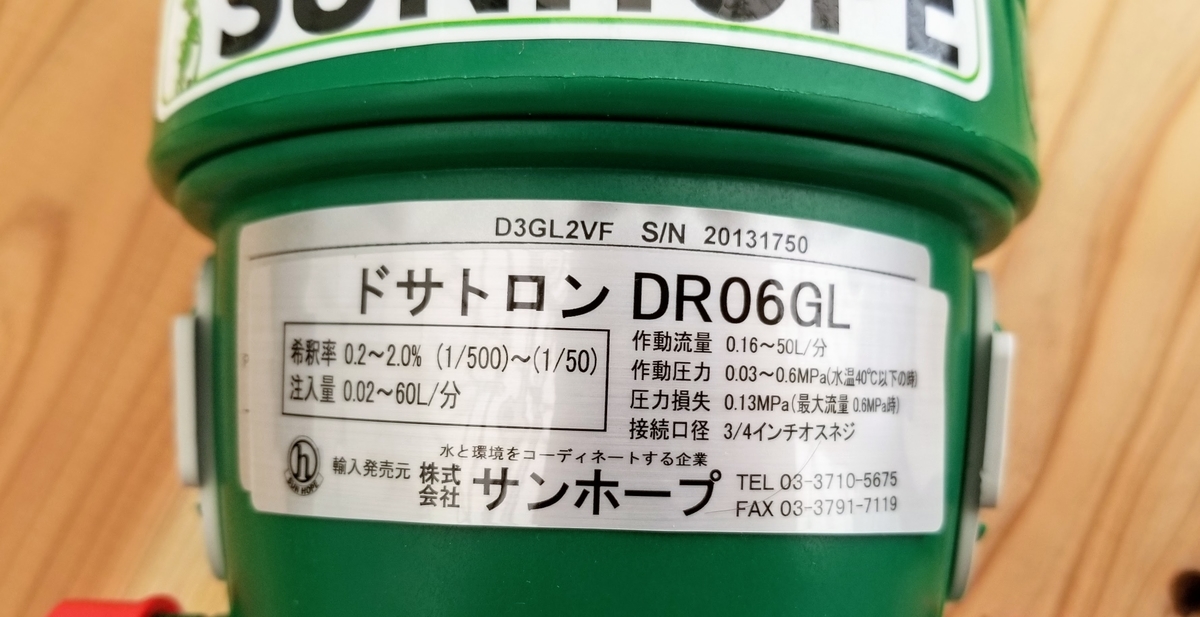 SUNHOPE
D3GL2VF S/N 20131750
ドサトロン DR06GL
希釈率 0.2～2.0% (1/500)～(1/50)
注入量 0.02～60L/分
作動流量 0.16～50L/分
作動圧力 0.03～0.6MPa(水温40℃以下の時)
圧力損失 0.13MPa(最大流量 0.6MPa時)
接続口径 3/4インチオスネジ
水と環境をコーディネートする企業
h
SUN HOPE
輸入発売元 株式会社 サンホープ
TEL 03-3710-5675
FAX 03-3791-7119